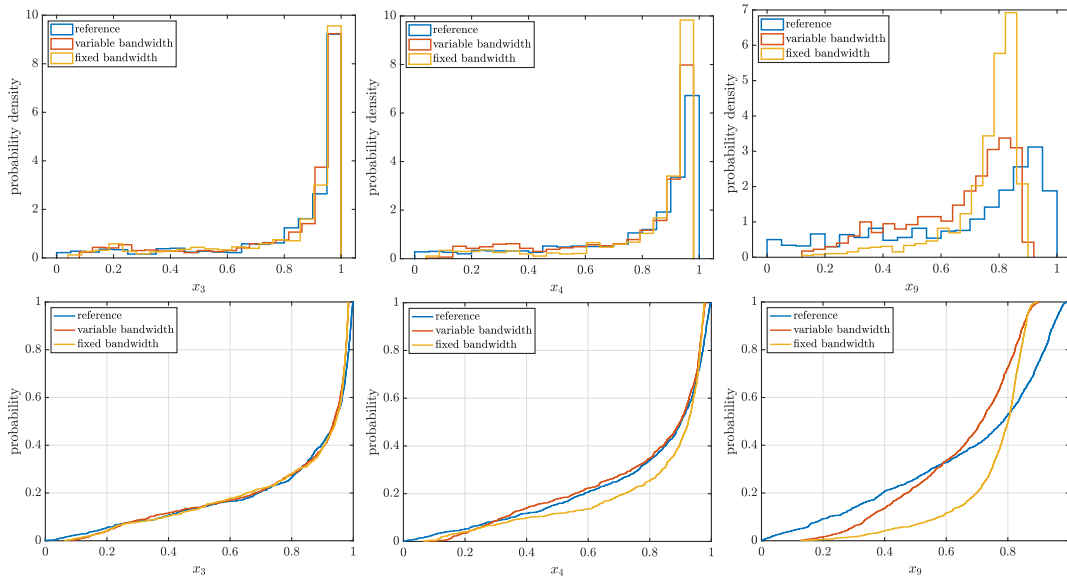 10
8
6
4
2
0
probability density
reference
variable bandwidth
fixed bandwidth
0
0.2
0.4
0.6
0.8
1
x₃
10
8
6
4
2
0
probability density
reference
variable bandwidth
fixed bandwidth
0
0.2
0.4
0.6
0.8
1
x₄
7
6
5
4
3
2
1
0
probability density
reference
variable bandwidth
fixed bandwidth
0
0.2
0.4
0.6
0.8
1
x₉
1
0.8
0.6
0.4
0.2
0
probability
reference
variable bandwidth
fixed bandwidth
0
0.2
0.4
0.6
0.8
1
x₃
1
0.8
0.6
0.4
0.2
0
probability
reference
variable bandwidth
fixed bandwidth
0
0.2
0.4
0.6
0.8
1
x₄
1
0.8
0.6
0.4
0.2
0
probability
reference
variable bandwidth
fixed bandwidth
0
0.2
0.4
0.6
0.8
x₉